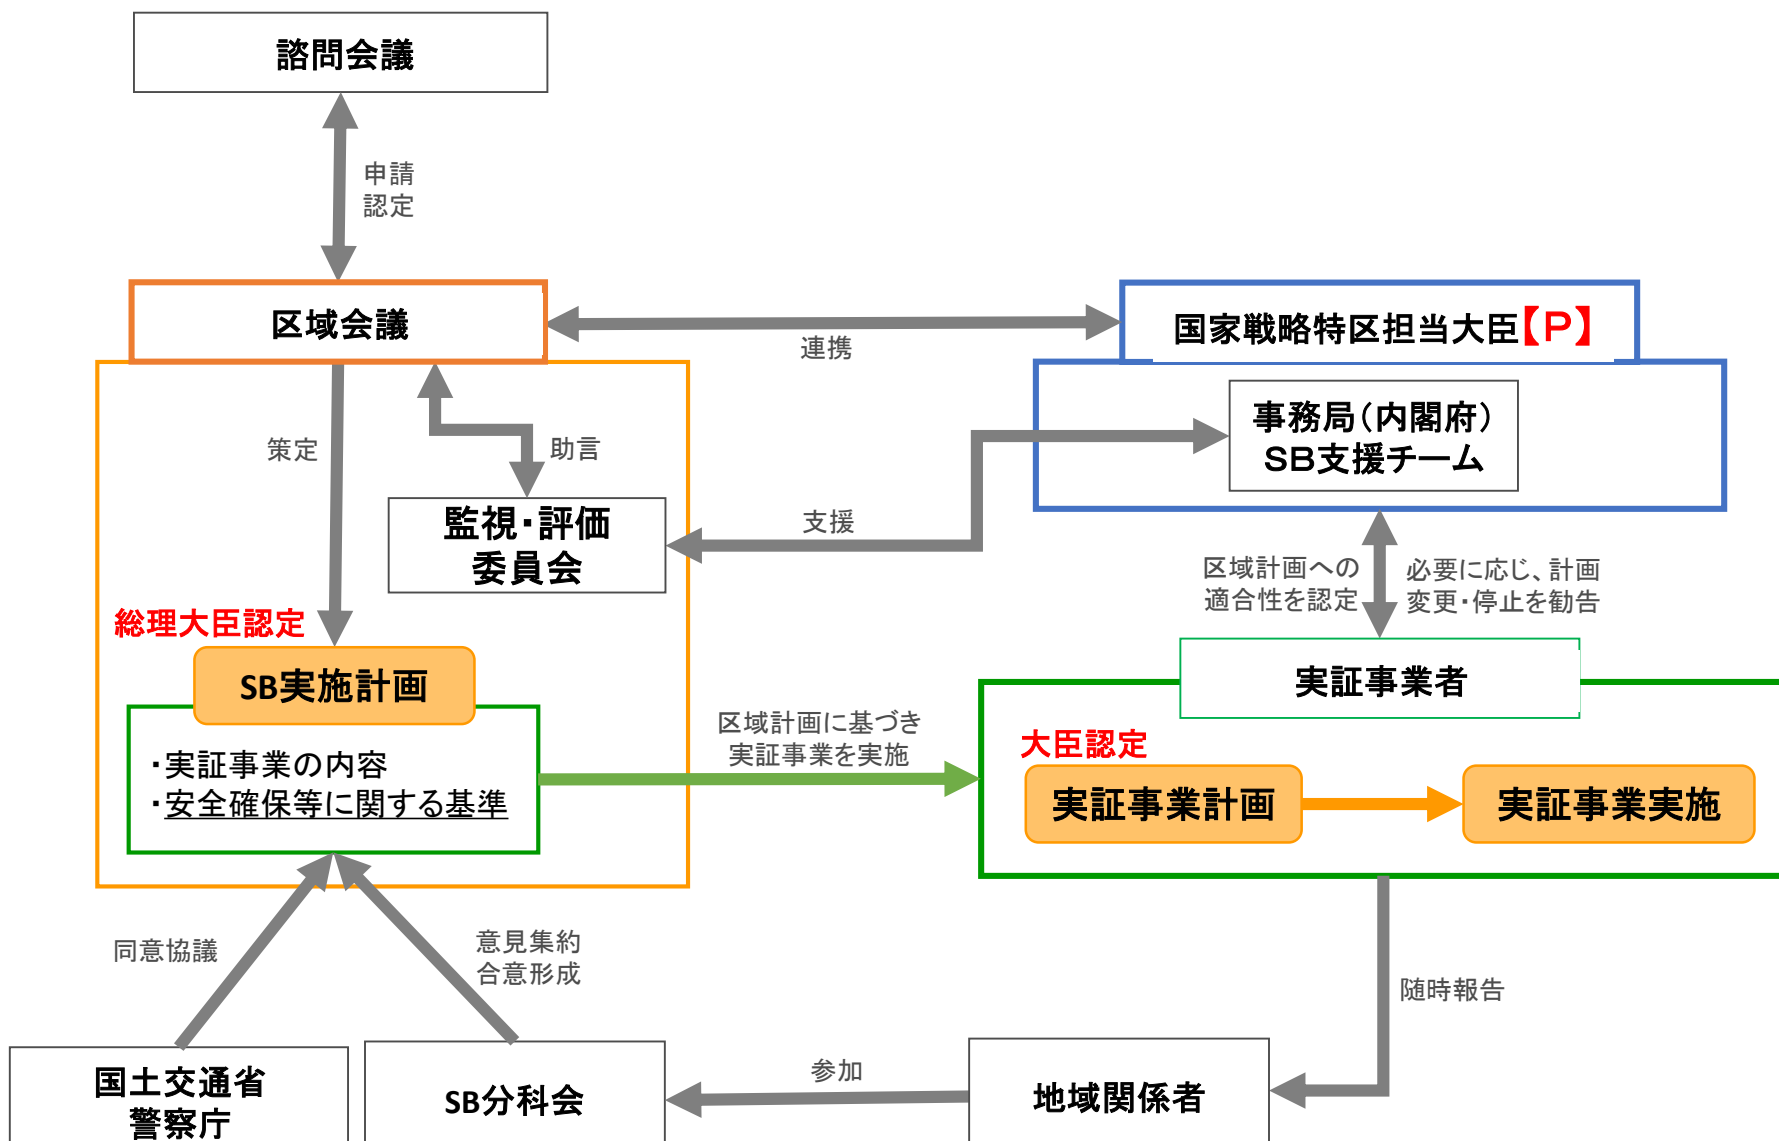 諮問会議
申請
認定
区域会議
連携
国家戦略特区担当大臣【P】
事務局(内閣府)
SB支援チーム
策定
助言
監視・評価
委員会
支援
区域計画への
適合性を認定
必要に応じ、計画
変更・停止を勧告
総理大臣認定
SB実施計画
・実証事業の内容
・安全確保等に関する基準
区域計画に基づき
実証事業を実施
実証事業者
大臣認定
実証事業計画
実証事業実施
同意協議
意見集約
合意形成
随時報告
国土交通省
警察庁
SB分科会
参加
地域関係者